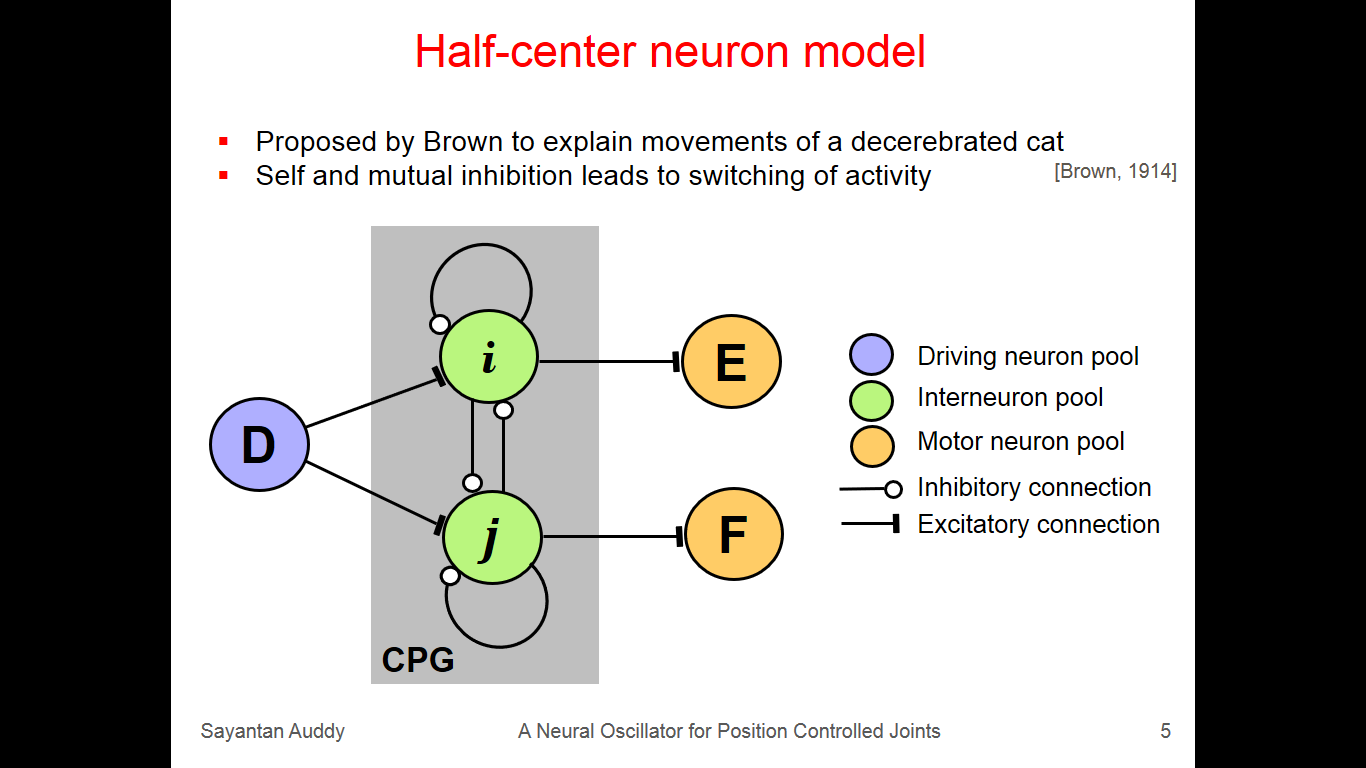 Half-center neuron model
Proposed by Brown to explain movements of a decerebrated cat
Self and mutual inhibition leads to switching of activity
[Brown, 1914]
i
E
D
j
F
CPG
Driving neuron pool
Interneuron pool
Motor neuron pool
Inhibitory connection
Excitatory connection
Sayantan Auddy
A Neural Oscillator for Position Controlled Joints
5